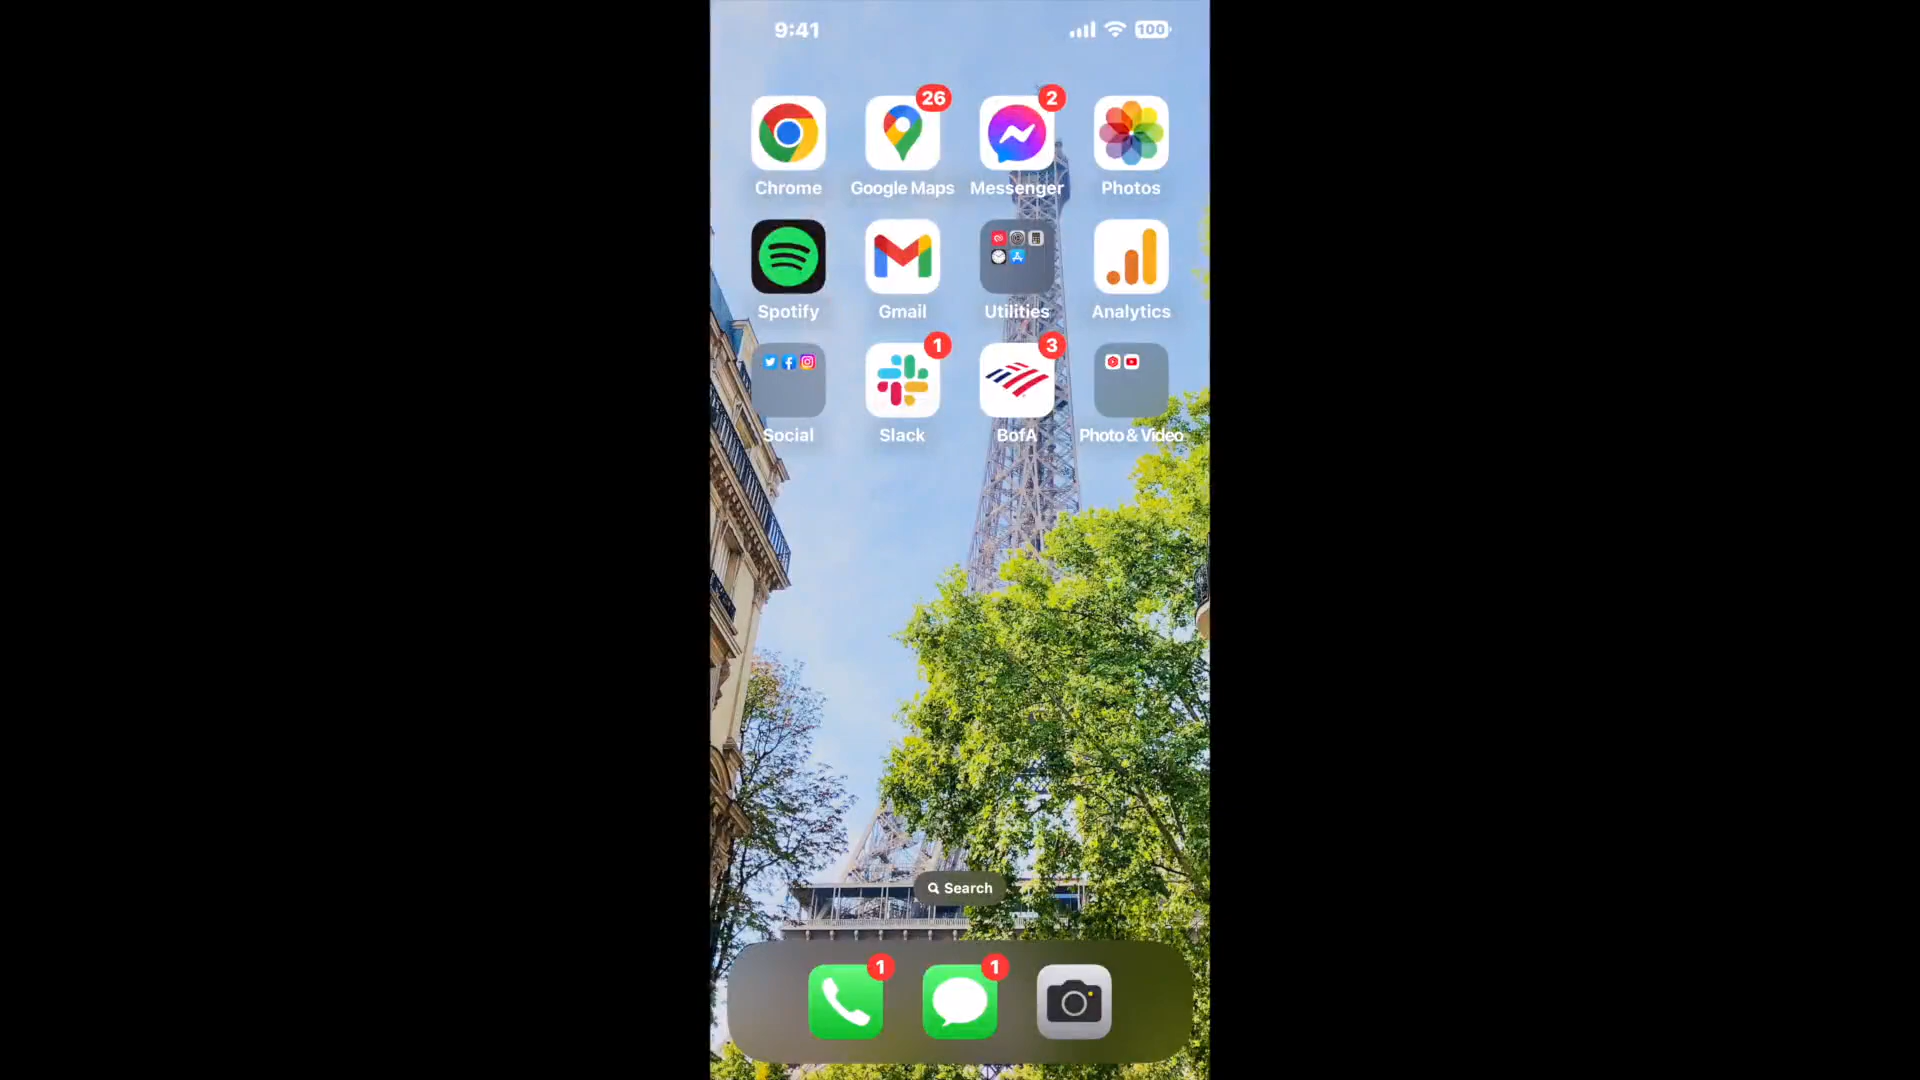 9:41
100
26
2
Chrome
Google Maps
Messenger
Photos
Spotify
Gmail
Utilities
Analytics
1
3
Social
Slack
BofA
Photo & Video
Search
1
1